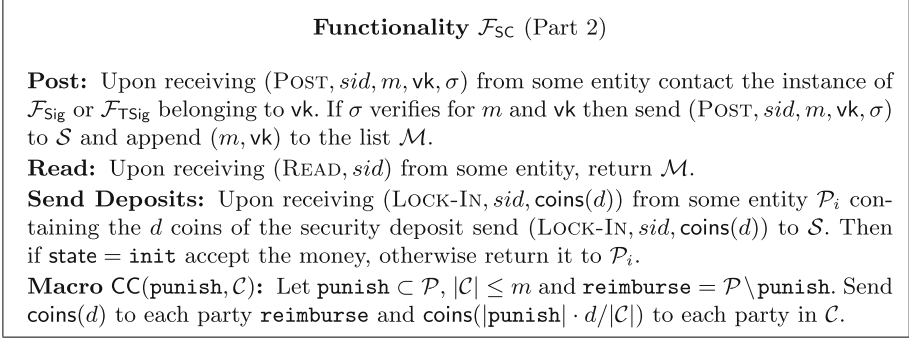 Functionality 𝓕SC (Part 2)
Post: Upon receiving (POST, sid, m, vk, σ) from some entity contact the instance of
𝓕Sig or 𝓕TSig belonging to vk. If σ verifies for m and vk then send (POST, sid, m, vk, σ)
to 𝒮 and append (m, vk) to the list ℳ.
Read: Upon receiving (READ, sid) from some entity, return ℳ.
Send Deposits: Upon receiving (LOCK-IN, sid, coins(d)) from some entity 𝒫i con-
taining the d coins of the security deposit send (LOCK-IN, sid, coins(d)) to 𝒮. Then
if state = init accept the money, otherwise return it to 𝒫i.
Macro CC(punish, 𝒞): Let punish ⊂ 𝒫, |𝒞| ≤ m and reimburse = 𝒫\punish. Send
coins(d) to each party reimburse and coins(|punish| · d/|𝒞|) to each party in 𝒞.